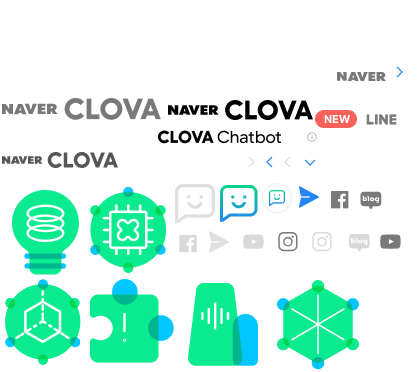 NAVER
NAVER CLOVA
NAVER CLOVA
NEW
LINE
CLOVA Chatbot
NAVER CLOVA
blog
blog